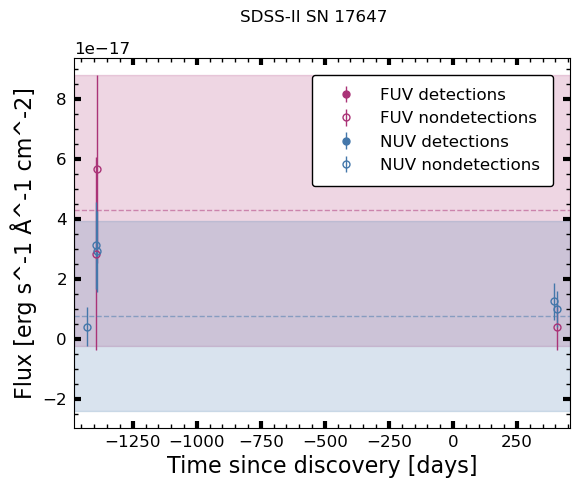 SDSS-II SN 17647
1e−17
FUV detections
FUV nondetections
NUV detections
NUV nondetections
8
6
4
2
0
−2
Flux [erg s^-1 Å^-1 cm^-2]
−1250 −1000 −750 −500 −250 0 250
Time since discovery [days]